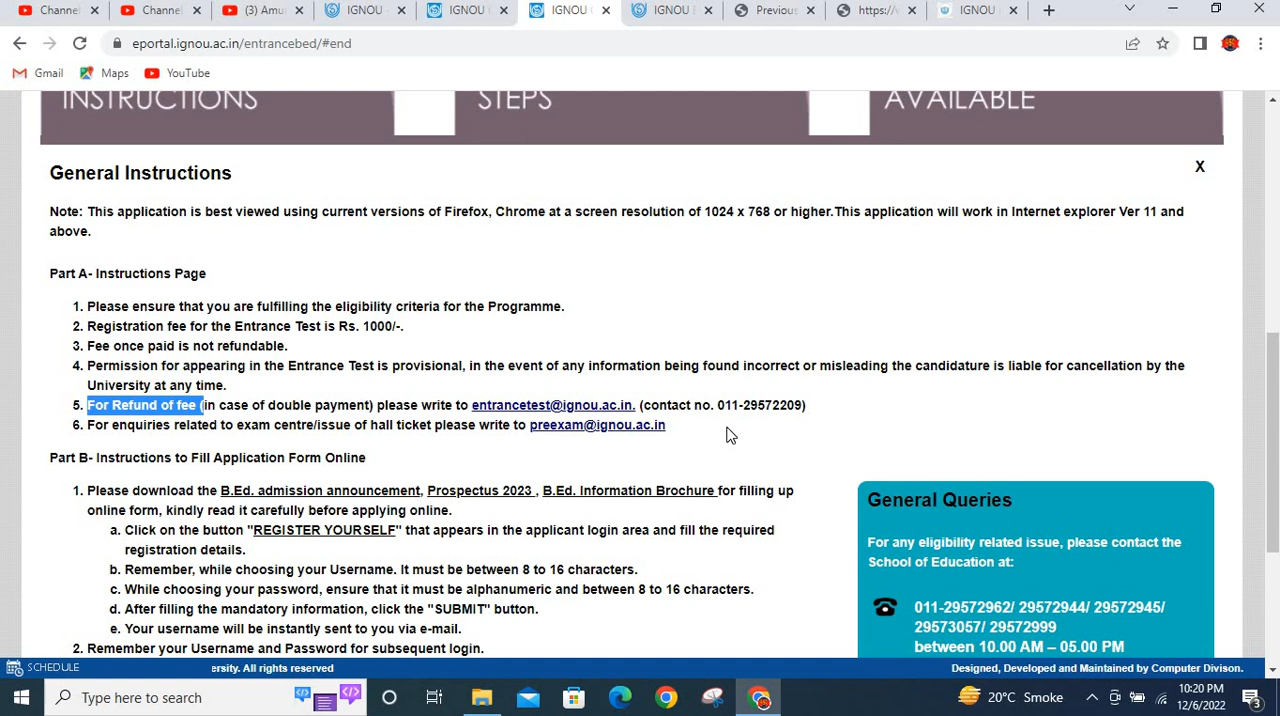 Channel
Channel
(3) Amu
IGNOU -
IGNOU C
IGNOU
IGNOU B
Previous
https://w
IGNOU
eportal.ignou.ac.in/entrancebed/#end
Gmail
Maps
YouTube
INSTRUCTIONS
STEPS
AVAILABLE
General Instructions
X
Note: This application is best viewed using current versions of Firefox, Chrome at a screen resolution of 1024 x 768 or higher.This application will work in Internet explorer Ver 11 and
above.
Part A- Instructions Page
1. Please ensure that you are fulfilling the eligibility criteria for the Programme.
2. Registration fee for the Entrance Test is Rs. 1000/-.
3. Fee once paid is not refundable.
4. Permission for appearing in the Entrance Test is provisional, in the event of any information being found incorrect or misleading the candidature is liable for cancellation by the
University at any time.
5. For Refund of fee (in case of double payment) please write to entrancetest@ignou.ac.in. (contact no. 011-29572209)
6. For enquiries related to exam centre/issue of hall ticket please write to preexam@ignou.ac.in
Part B- Instructions to Fill Application Form Online
1. Please download the B.Ed. admission announcement, Prospectus 2023 , B.Ed. Information Brochure for filling up
online form, kindly read it carefully before applying online.
a. Click on the button "REGISTER YOURSELF" that appears in the applicant login area and fill the required
registration details.
b. Remember, while choosing your Username. It must be between 8 to 16 characters.
c. While choosing your password, ensure that it must be alphanumeric and between 8 to 16 characters.
d. After filling the mandatory information, click the "SUBMIT" button.
e. Your username will be instantly sent to you via e-mail.
2. Remember your Username and Password for subsequent login.
General Queries
For any eligibility related issue, please contact the
School of Education at:
011-29572962/ 29572944/ 29572945/
29573057/ 29572999
between 10.00 AM – 05.00 PM
SCHEDULE
ersity. All rights reserved
Designed, Developed and Maintained by Computer Divison.
Type here to search
20°C Smoke
10:20 PM
12/6/2022
3